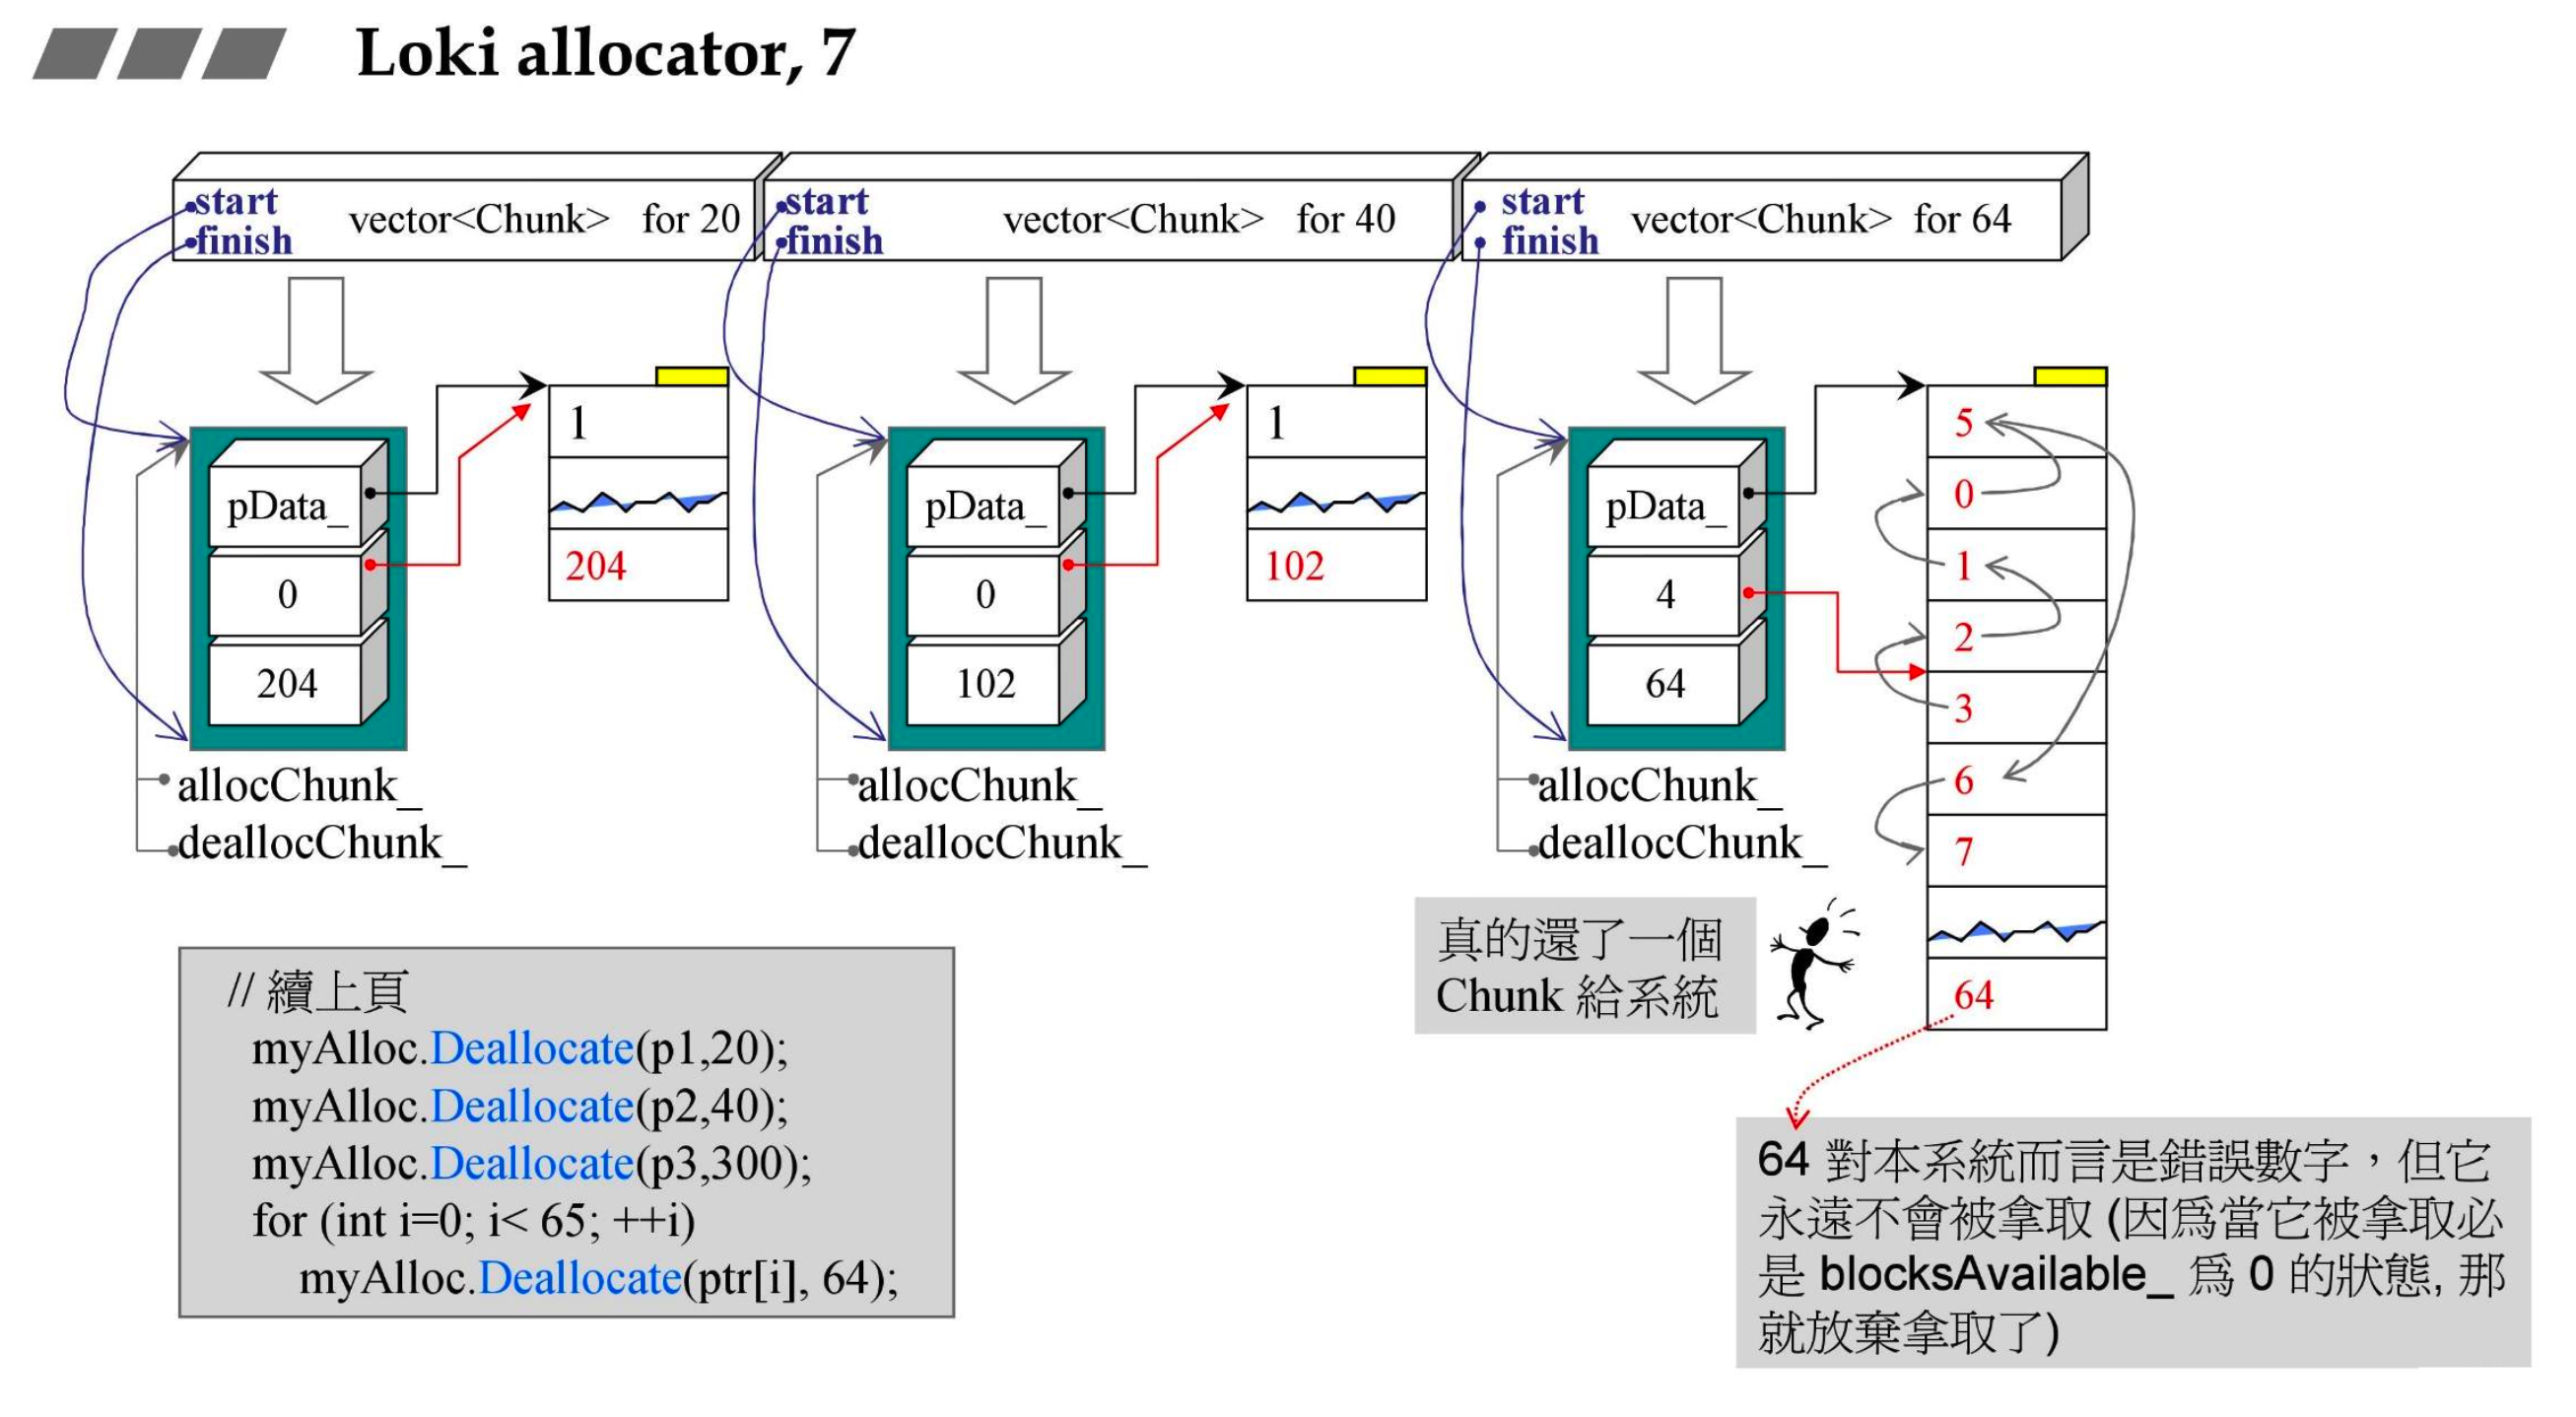 Loki allocator, 7
start
finish
vector<Chunk> for 20
start
finish
vector<Chunk> for 40
start
finish
vector<Chunk> for 64
pData_
0
204
allocChunk_
deallocChunk_
1
204
pData_
0
102
allocChunk_
deallocChunk_
1
102
pData_
4
64
allocChunk_
deallocChunk_
5
0
1
2
3
6
7
64
// 續上頁
myAlloc.Deallocate(p1,20);
myAlloc.Deallocate(p2,40);
myAlloc.Deallocate(p3,300);
for (int i=0; i< 65; ++i)
myAlloc.Deallocate(ptr[i], 64);
真的還了一個
Chunk 給系統
64 對本系統而言是錯誤數字，但它
永遠不會被拿取 (因爲當它被拿取必
是 blocksAvailable_ 爲 0 的狀態, 那
就放棄拿取了)